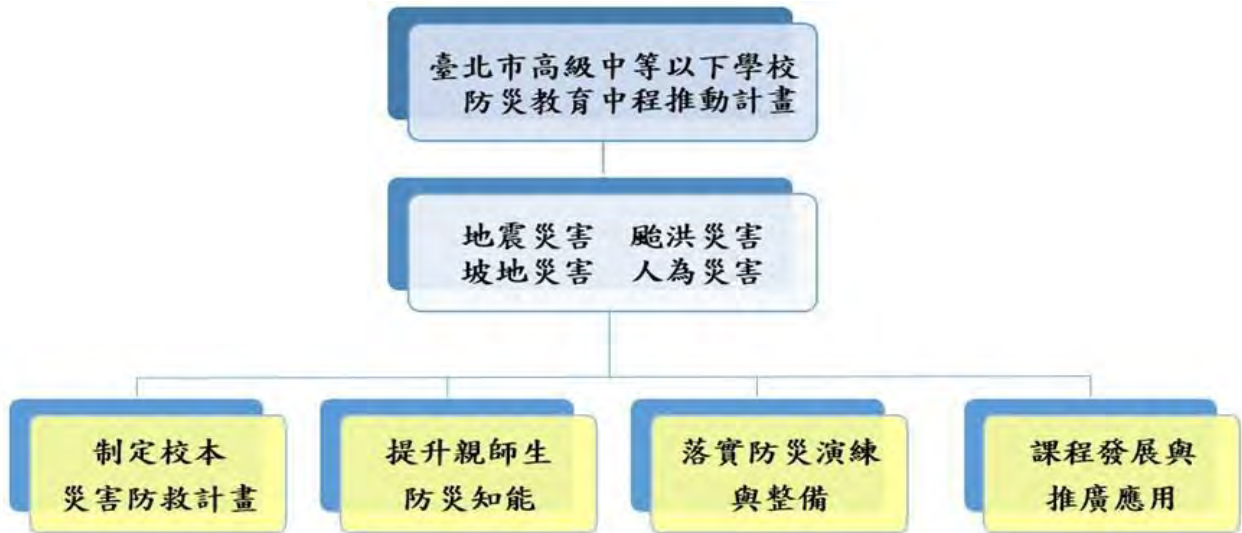 臺北市高級中等以下學校
防災教育中程推動計畫
地震災害 颱洪災害
坡地災害 人為災害
制定校本
災害防救計畫
提升親師生
防災知能
落實防災演練
與整備
課程發展與
推廣應用